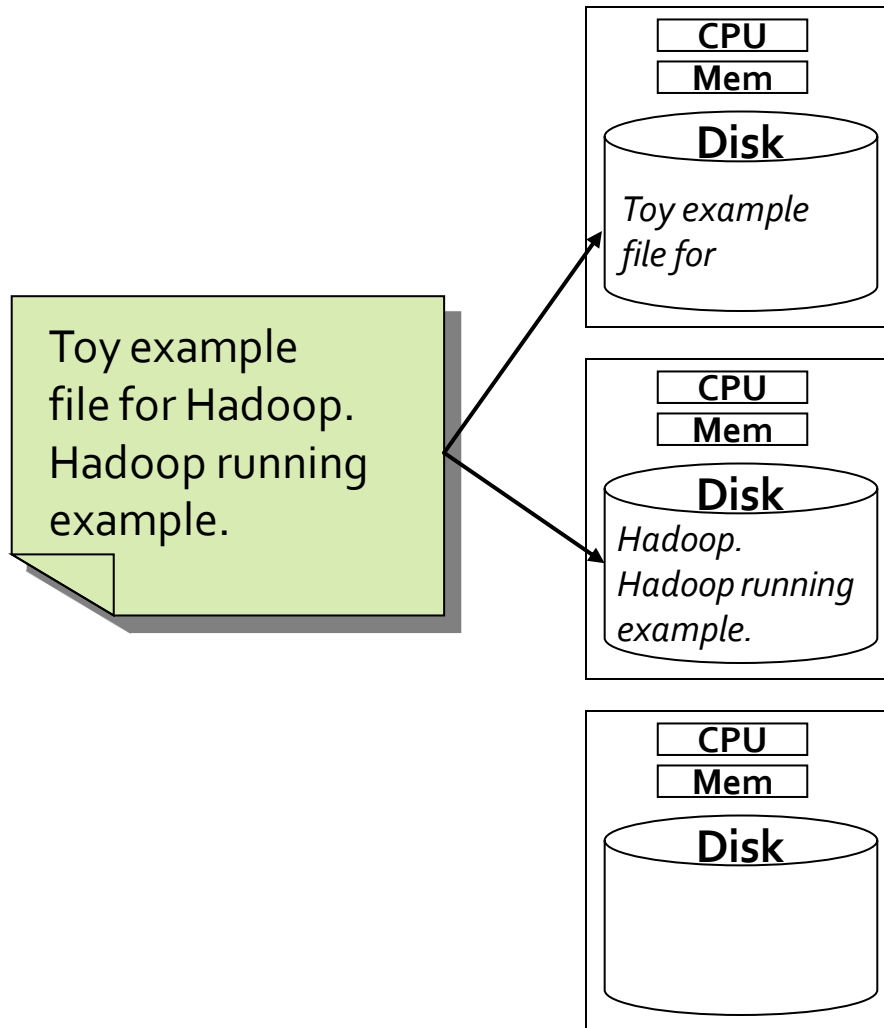 Toy example
file for Hadoop.
Hadoop running
example.
CPU
Mem
Disk
Toy example
file for
CPU
Mem
Disk
Hadoop.
Hadoop running
example.
CPU
Mem
Disk